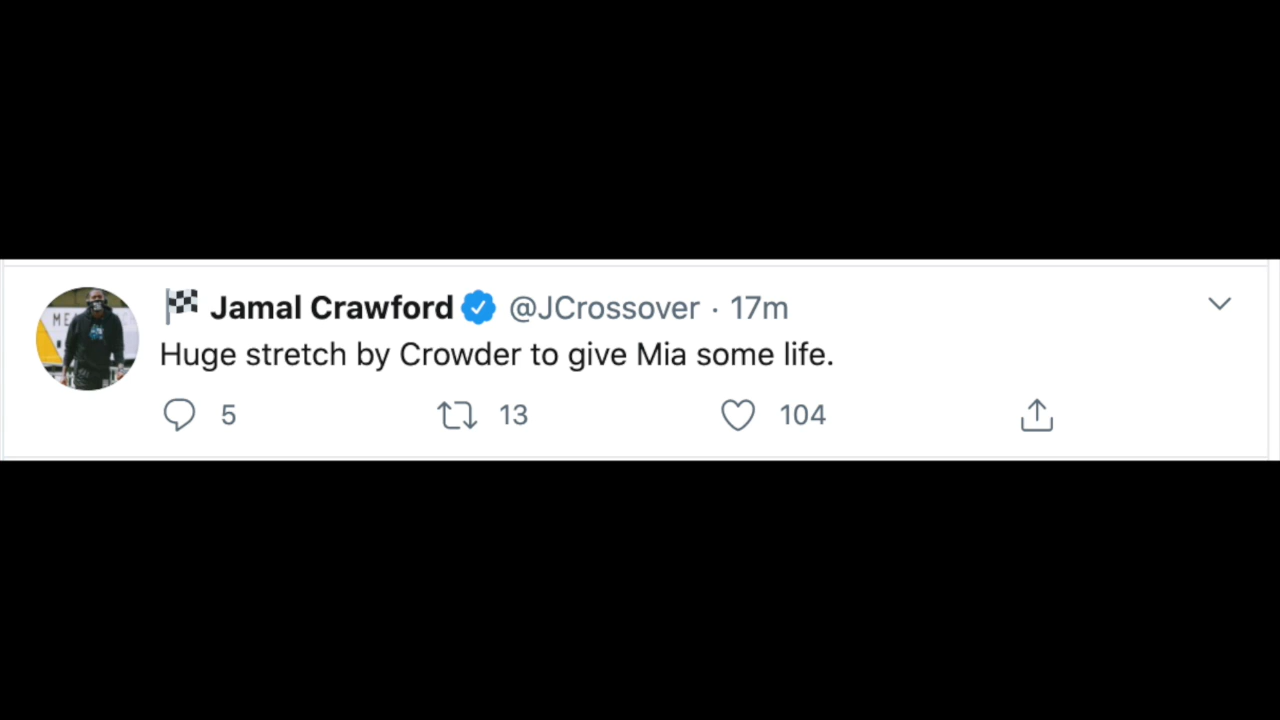 🏁 Jamal Crawford @JCrossover · 17m
Huge stretch by Crowder to give Mia some life.
5 13 104